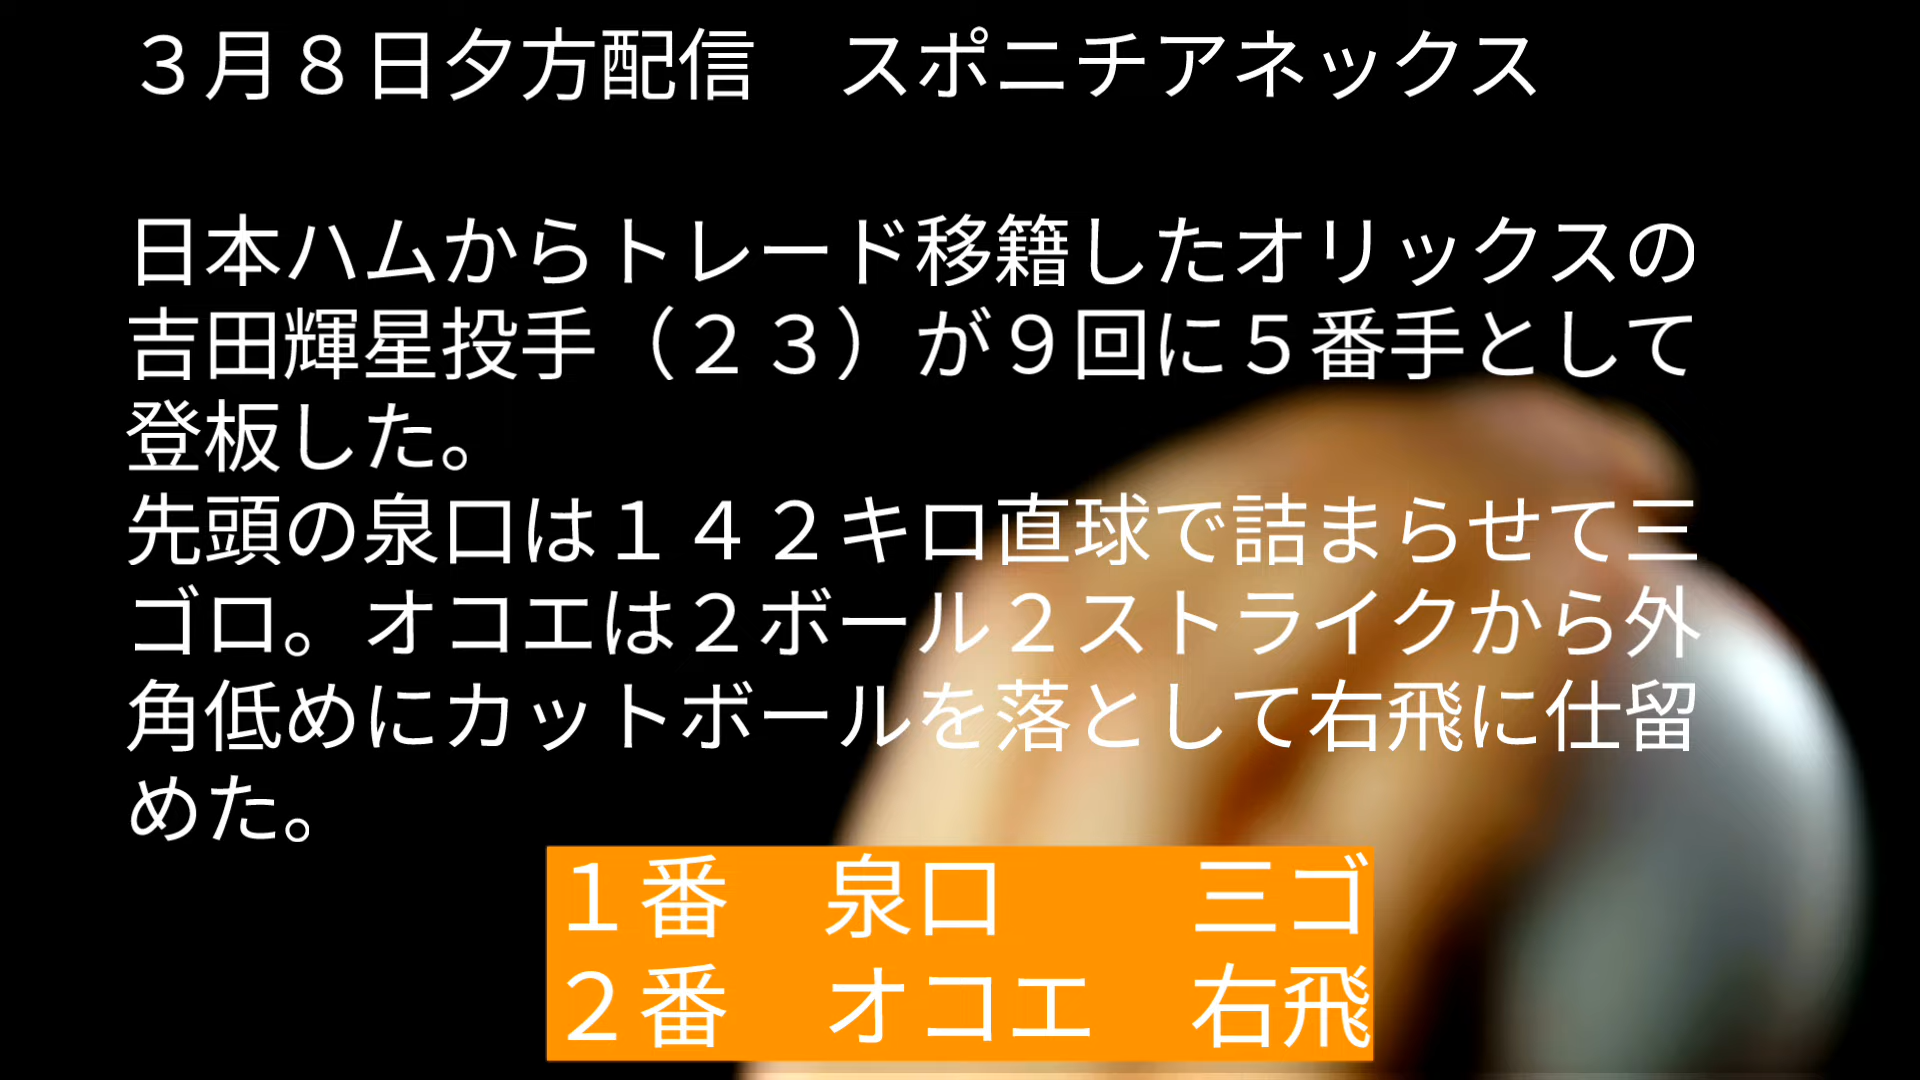 ３月８日夕方配信　スポニチアネックス
日本ハムからトレード移籍したオリックスの
吉田輝星投手（２３）が９回に５番手として
登板した。
先頭の泉口は１４２キロ直球で詰まらせて三
ゴロ。オコエは２ボール２ストライクから外
角低めにカットボールを落として右飛に仕留
めた。
１番　泉口　　三ゴ
２番　オコエ　右飛